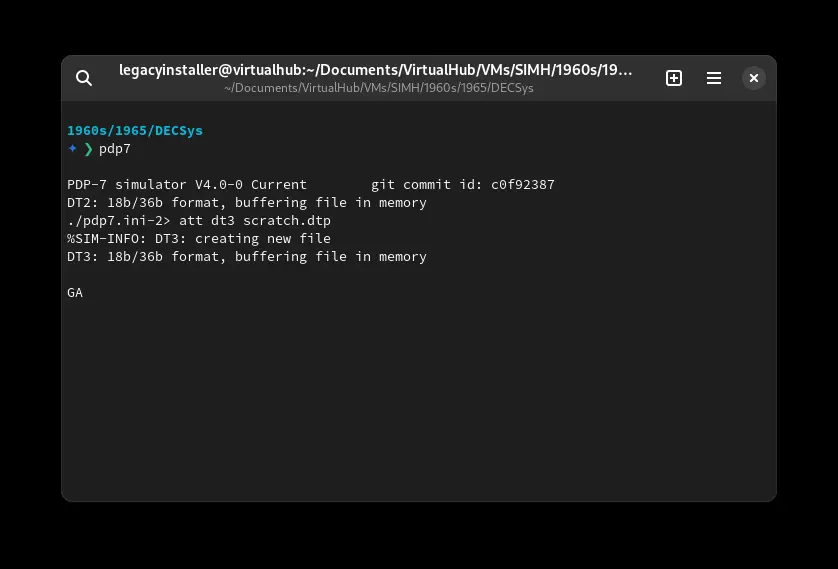 legacyinstaller@virtualhub:~/Documents/VirtualHub/VMs/SIMH/1960s/19...
~/Documents/VirtualHub/VMs/SIMH/1960s/1965/DECSys
1960s/1965/DECSys
✦ ❯ pdp7
PDP-7 simulator V4.0-0 Current        git commit id: c0f92387
DT2: 18b/36b format, buffering file in memory
./pdp7.ini-2> att dt3 scratch.dtp
%SIM-INFO: DT3: creating new file
DT3: 18b/36b format, buffering file in memory
GA